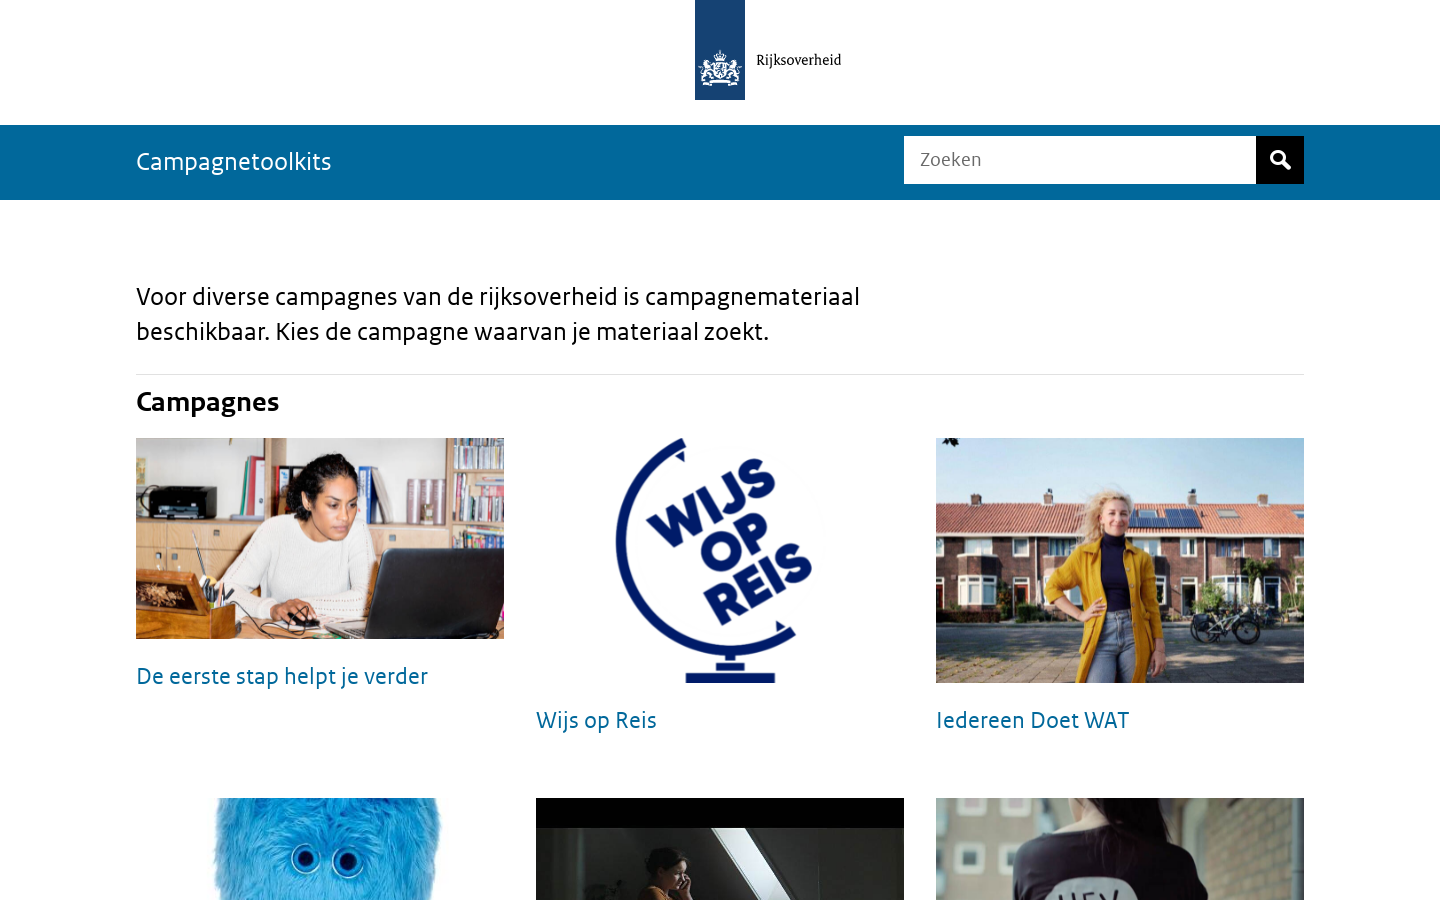 Rijksoverheid
Campagnetoolkits
Zoeken
Voor diverse campagnes van de rijksoverheid is campagnemateriaal
beschikbaar. Kies de campagne waarvan je materiaal zoekt.
Campagnes
WIJS
OP
REIS
De eerste stap helpt je verder
Wijs op Reis
Iedereen Doet WAT
HEY